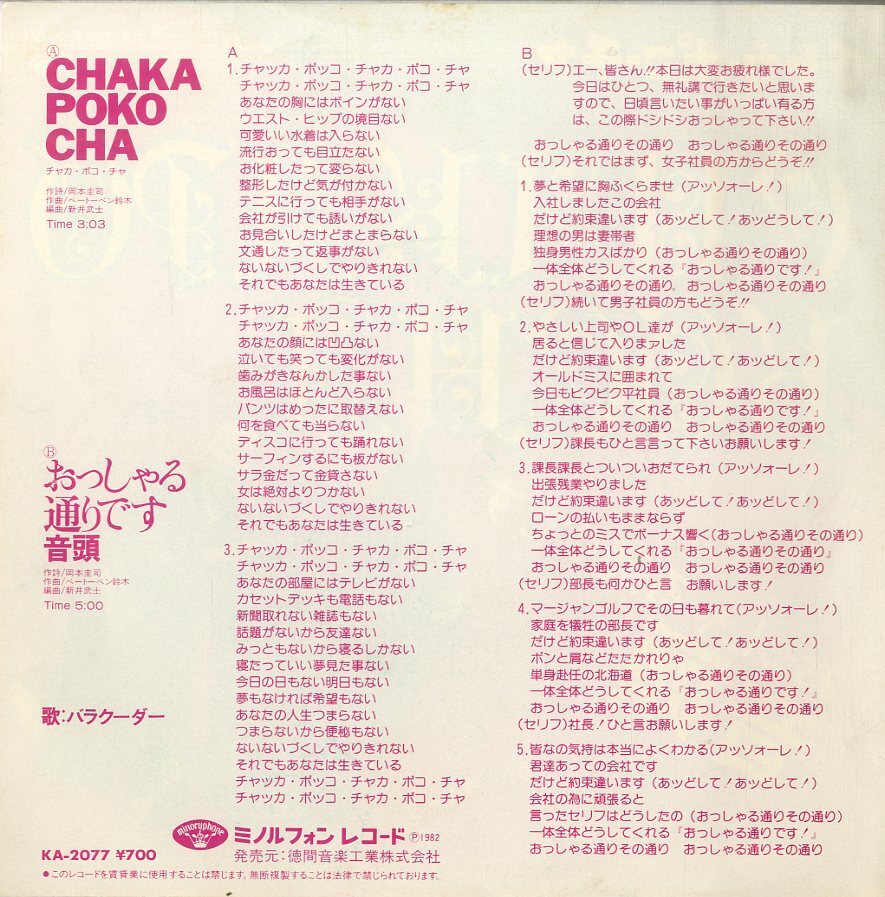 Ⓐ
CHAKA
POKO
CHA
チャカ・ポコ・チャ
作詩/岡本圭司
作曲/ベートーベン鈴木
編曲/新井武士
Time 3:03
Ⓑ
おっしゃる
通りです
音頭
作詩/岡本圭司
作曲/ベートーベン鈴木
編曲/新井武士
Time 5:00
歌:バラクーダー
A
1.チャッカ・ポッコ・チャカ・ポコ・チャ
チャッカ・ポッコ・チャカ・ポコ・チャ
あなたの胸にはボインがない
ウエスト・ヒップの境目ない
可愛いい水着は入らない
流行おっても目立たない
お化粧したって変らない
整形したけど気が付かない
テニスに行っても相手がない
会社が引けても誘いがない
お見合いしたけどまとまらない
文通したって返事がない
ないないづくしでやりきれない
それでもあなたは生きている
2.チャッカ・ポッコ・チャカ・ポコ・チャ
チャッカ・ポッコ・チャカ・ポコ・チャ
あなたの顔には凹凸ない
泣いても笑っても変化がない
歯みがきなんかした事ない
お風呂はほとんど入らない
パンツはめったに取替えない
何を食べても当らない
ディスコに行っても踊れない
サーフィンするにも板がない
サラ金だって金貸さない
女は絶対よりつかない
ないないづくしでやりきれない
それでもあなたは生きている
3.チャッカ・ポッコ・チャカ・ポコ・チャ
チャッカ・ポッコ・チャカ・ポコ・チャ
あなたの部屋にはテレビがない
カセットデッキも電話もない
新聞取れない雑誌もない
話題がないから友達ない
みっともないから寝るしかない
寝たっていい夢見た事ない
今日の日もない明日もない
夢もなければ希望もない
あなたの人生つまらない
つまらないから便秘もない
ないないづくしでやりきれない
それでもあなたは生きている
チャッカ・ポッコ・チャカ・ポコ・チャ
チャッカ・ポッコ・チャカ・ポコ・チャ
B
(セリフ)エー、皆さん!!本日は大変お疲れ様でした。
今日はひとつ、無礼講で行きたいと思いま
すので、日頃言いたい事がいっぱい有る方
は、この際ドシドシおっしゃって下さい!!
おっしゃる通りその通り おっしゃる通りその通り
(セリフ)それではまず、女子社員の方からどうぞ!!
1.夢と希望に胸ふくらませ(アッソォーレ!)
入社しましたこの会社
だけど約束違います(あッどして!あッどうして!)
理想の男は妻帯者
独身男性カスばかり(おっしゃる通りその通り)
一体全体どうしてくれる『おっしゃる通りです!』
おっしゃる通りその通り おっしゃる通りその通り
(セリフ)続いて男子社員の方もどうぞ!!
2.やさしい上司やOL達が(アッソォーレ!)
居ると信じて入りまァした
だけど約束違います(あッどして!あッどして!)
オールドミスに囲まれて
今日もビクビク平社員(おっしゃる通りその通り)
一体全体どうしてくれる『おっしゃる通りです!』
おっしゃる通りその通り おっしゃる通りその通り
(セリフ)課長もひと言言って下さいお願いします!
3.課長課長とついついおだてられ(アッソォーレ!)
出張残業やりました
だけど約束違います(あッどして!あッどして!)
ローンの払いもままならず
ちょっとのミスでボーナス響く(おっしゃる通りその通り)
一体全体どうしてくれる『おっしゃる通りその通り』
おっしゃる通りその通り おっしゃる通りその通り
(セリフ)部長も何かひと言 お願いします!
4.マージャンゴルフでその日も暮れて(アッソォーレ!)
家庭を犠牲の部長です
だけど約束違います(あッどして!あッどして!)
ポンと肩などたたかれりゃ
単身赴任の北海道(おっしゃる通りその通り)
一体全体どうしてくれる『おっしゃる通りです!』
おっしゃる通りその通り おっしゃる通りその通り
(セリフ)社長!ひと言お願いします!
5.皆なの気持は本当によくわかる(アッソォーレ!)
君達あっての会社です
だけど約束違います(あッどして!あッどして!)
会社の為に頑張ると
言ったセリフはどうしたの(おっしゃる通りその通り)
一体全体どうしてくれる『おっしゃる通りです!』
おっしゃる通りその通り おっしゃる通りその通り
KA-2077 ¥700
minoruphone
ミノルフォン レコード Ⓟ1982
発売元:徳間音楽工業株式会社
●このレコードを賃貸業に使用することは禁じます。無断複製することは法律で禁じられております。